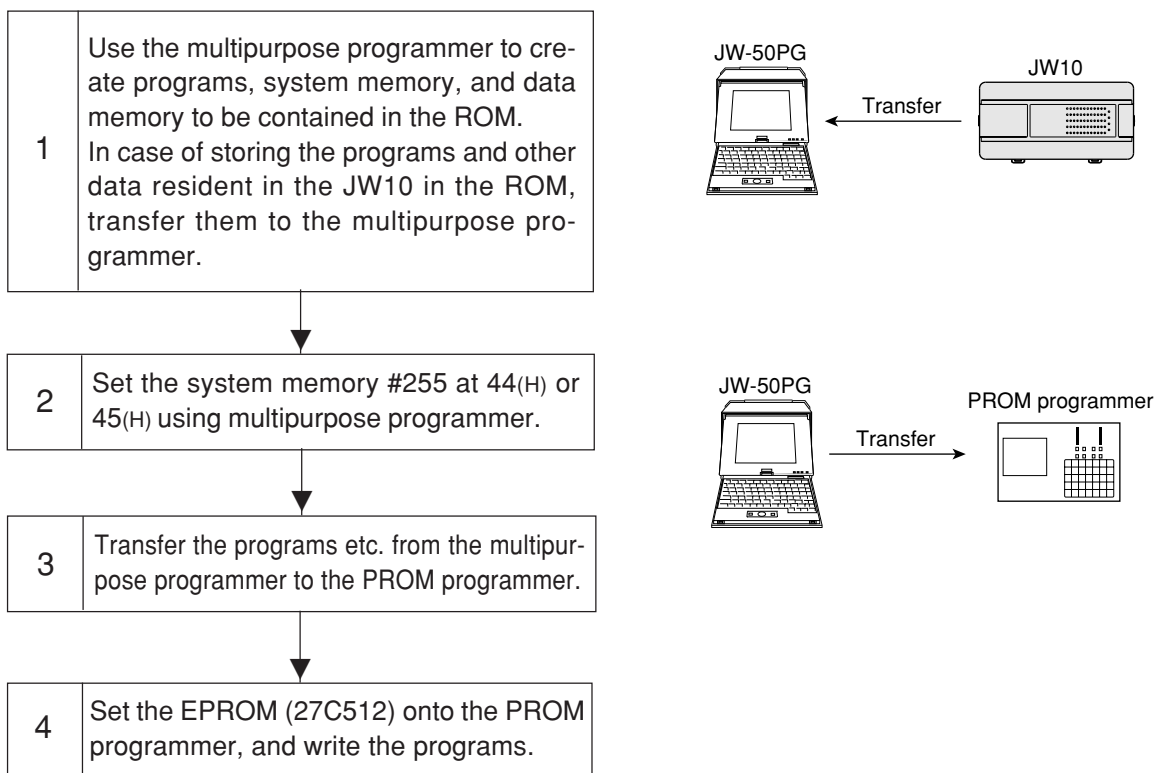 1
Use the multipurpose programmer to cre-
ate programs, system memory, and data
memory to be contained in the ROM.
In case of storing the programs and other
data resident in the JW10 in the ROM,
transfer them to the multipurpose pro-
grammer.
JW-50PG
Transfer
JW10
2
Set the system memory #255 at 44(H) or
45(H) using multipurpose programmer.
JW-50PG
Transfer
PROM programmer
3
Transfer the programs etc. from the multipur-
pose programmer to the PROM programmer.
4
Set the EPROM (27C512) onto the PROM
programmer, and write the programs.